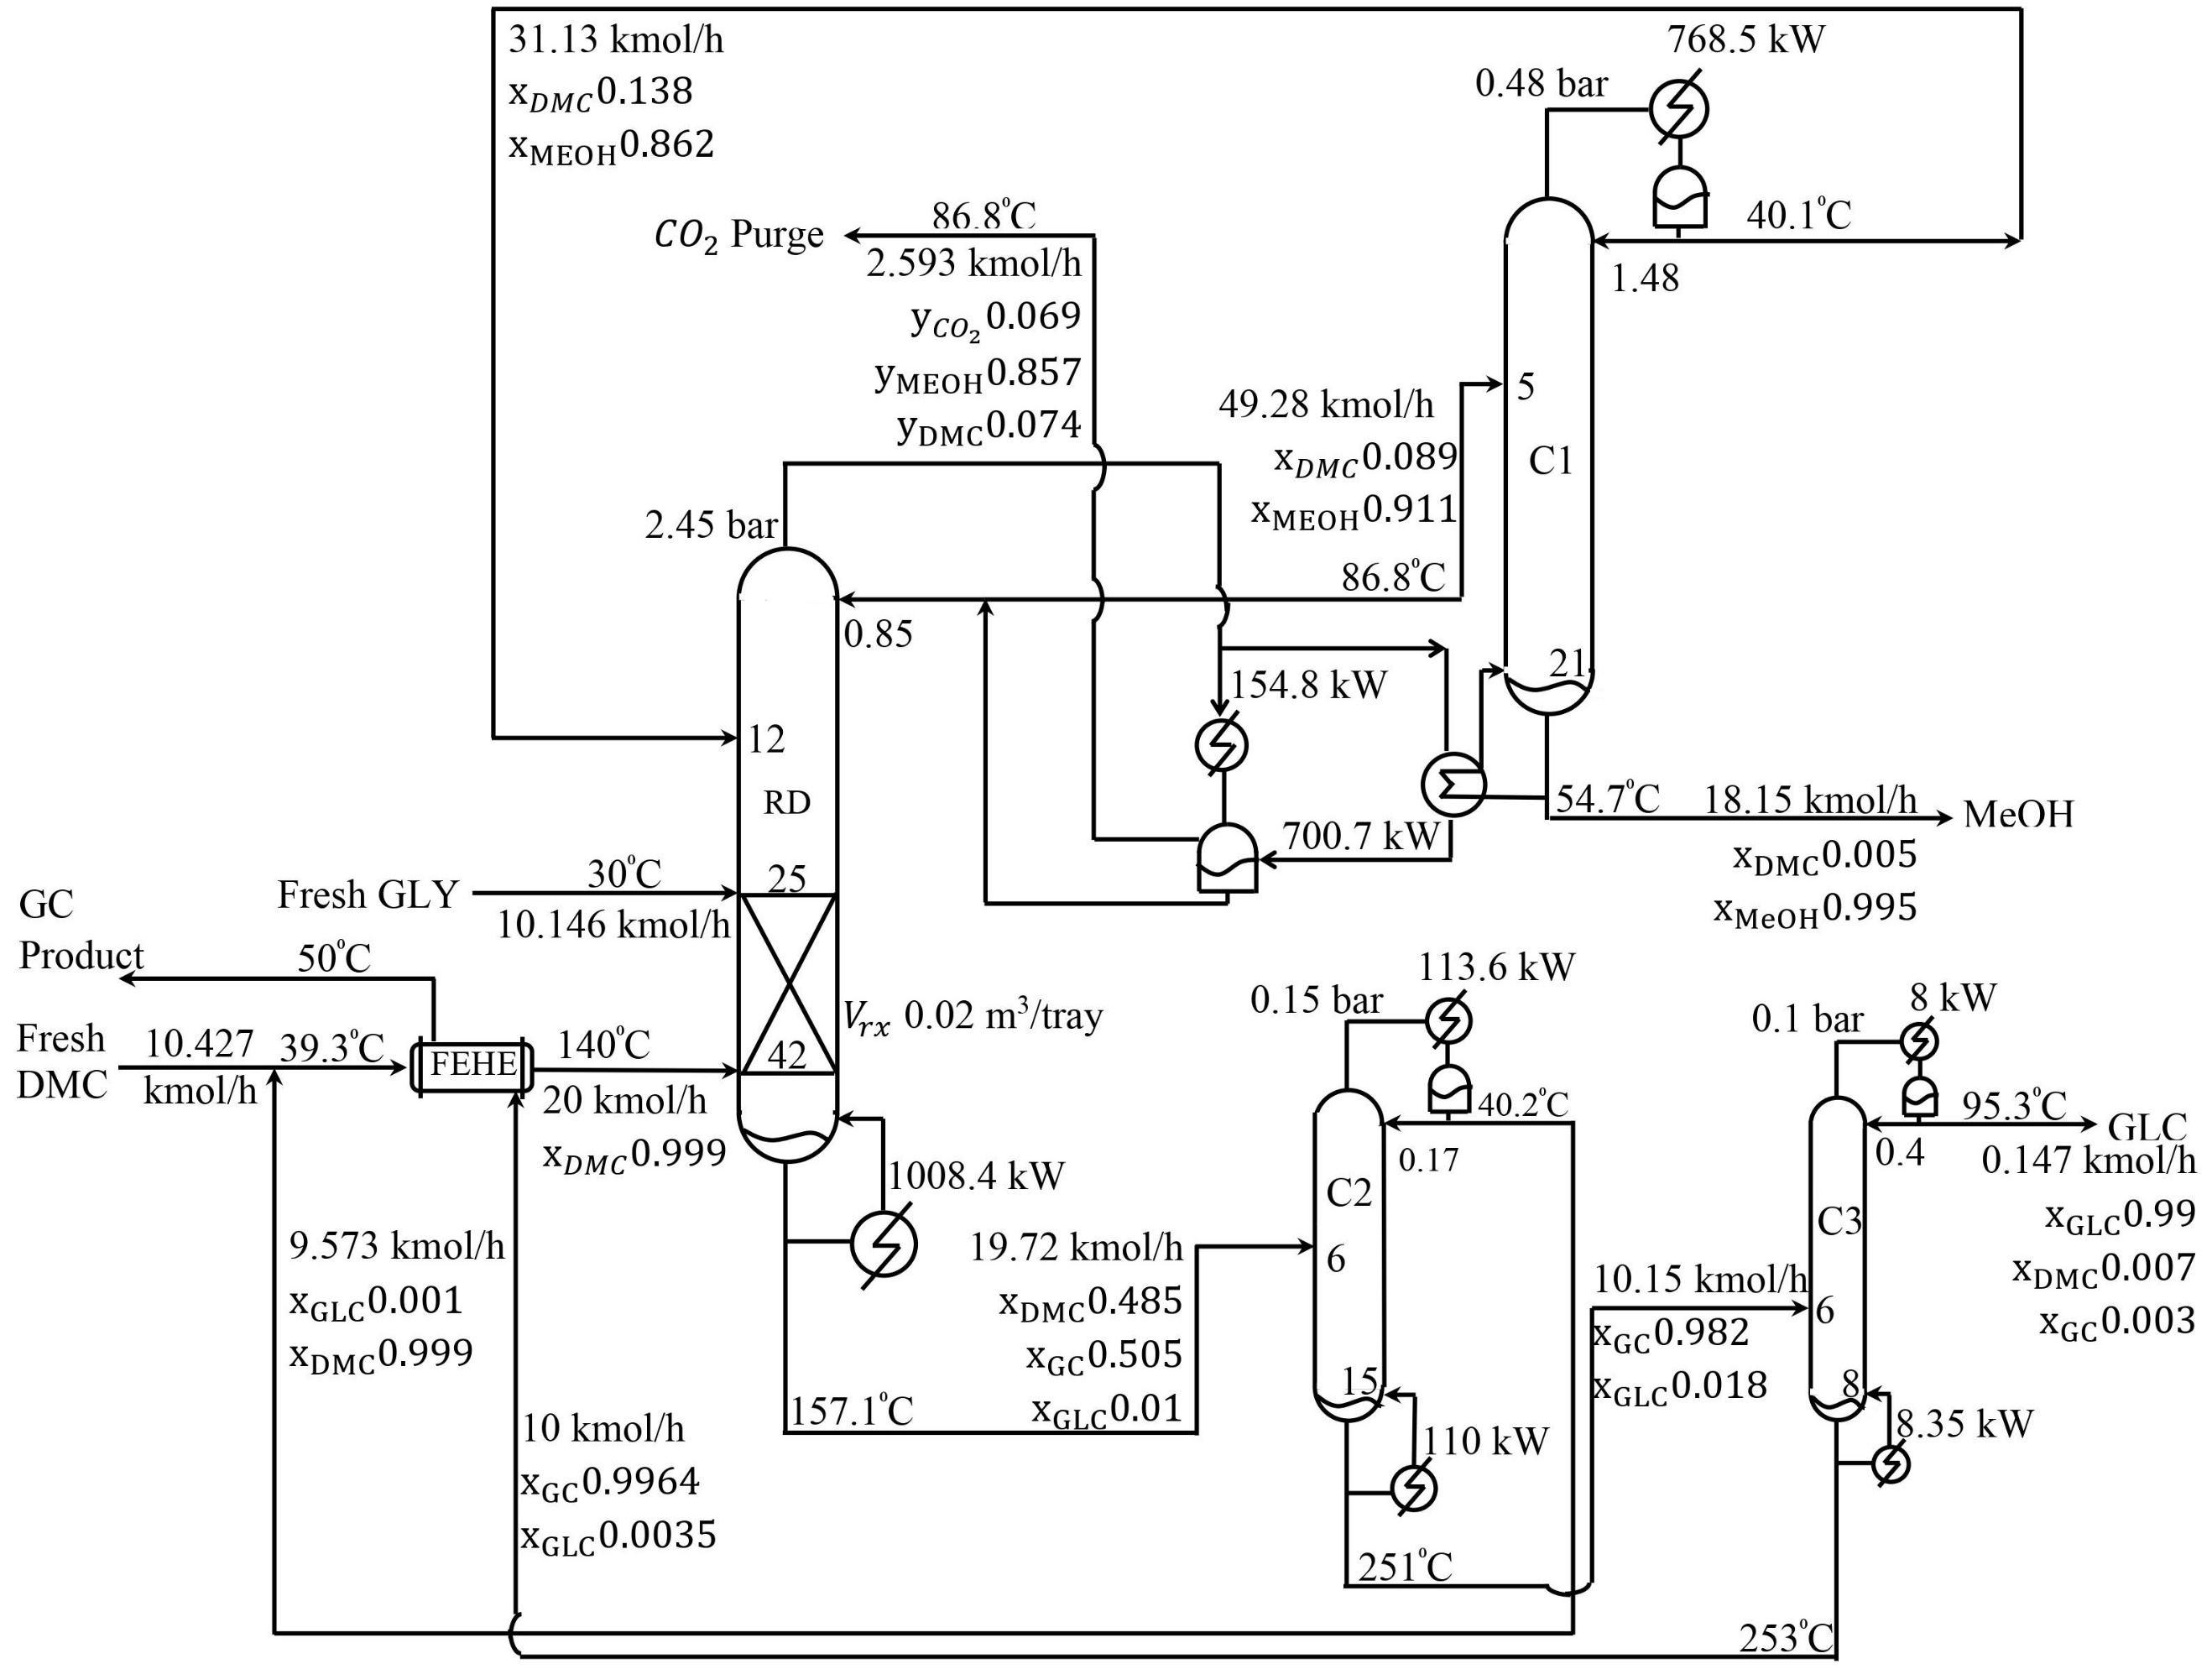 31.13 kmol/h
x_DMC 0.138
x_MEOH 0.862
768.5 kW
0.48 bar
40.1°C
1.48
CO₂ Purge
86.8°C
2.593 kmol/h
y_CO₂ 0.069
y_MEOH 0.857
y_DMC 0.074
49.28 kmol/h
x_DMC 0.089
x_MEOH 0.911
5
C1
2.45 bar
86.8°C
0.85
21
154.8 kW
12
RD
54.7°C
18.15 kmol/h
MeOH
x_DMC 0.005
x_MeOH 0.995
700.7 kW
Fresh GLY
30°C
10.146 kmol/h
25
GC
Product
50°C
Fresh
DMC
10.427
kmol/h
39.3°C
FEHE
140°C
20 kmol/h
x_DMC 0.999
V_rx 0.02 m³/tray
42
1008.4 kW
9.573 kmol/h
x_GLC 0.001
x_DMC 0.999
10 kmol/h
x_GC 0.9964
x_GLC 0.0035
157.1°C
19.72 kmol/h
x_DMC 0.485
x_GC 0.505
x_GLC 0.01
0.15 bar
113.6 kW
40.2°C
0.17
C2
6
15
110 kW
251°C
10.15 kmol/h
x_GC 0.982
x_GLC 0.018
0.1 bar
8 kW
95.3°C
GLC
0.4
0.147 kmol/h
x_GLC 0.99
x_DMC 0.007
x_GC 0.003
C3
6
8
8.35 kW
253°C